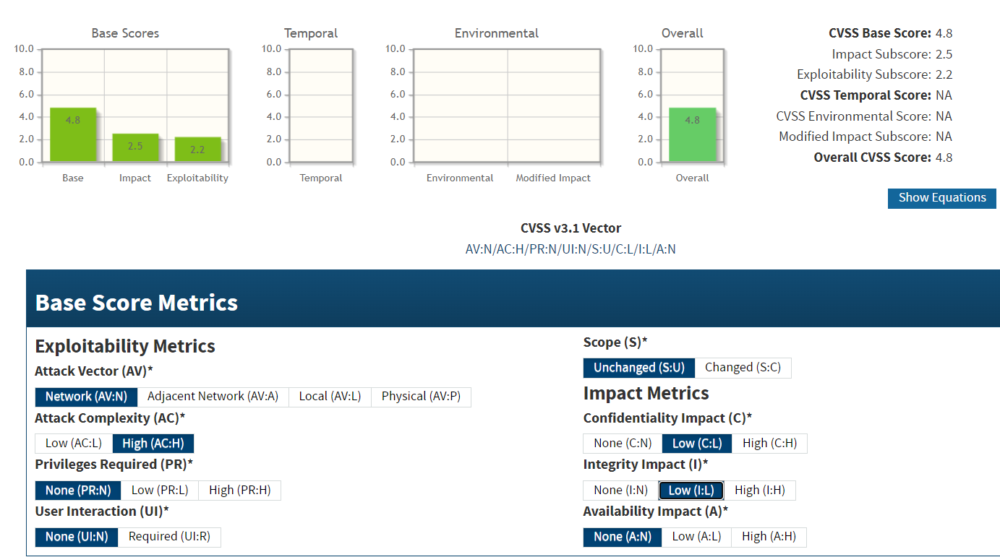 Base Scores
10.0
8.0
6.0
4.0
2.0
0.0
4.8
2.5
2.2
Base Impact Exploitability
Temporal
10.0
8.0
6.0
4.0
2.0
0.0
Temporal
Environmental
10.0
8.0
6.0
4.0
2.0
0.0
Environmental Modified Impact
Overall
10.0
8.0
6.0
4.0
2.0
0.0
4.8
Overall
CVSS Base Score: 4.8
Impact Subscore: 2.5
Exploitability Subscore: 2.2
CVSS Temporal Score: NA
CVSS Environmental Score: NA
Modified Impact Subscore: NA
Overall CVSS Score: 4.8
Show Equations
CVSS v3.1 Vector
AV:N/AC:H/PR:N/UI:N/S:U/C:L/I:L/A:N
Base Score Metrics
Exploitability Metrics
Attack Vector (AV)*
Network (AV:N) Adjacent Network (AV:A) Local (AV:L) Physical (AV:P)
Attack Complexity (AC)*
Low (AC:L) High (AC:H)
Privileges Required (PR)*
None (PR:N) Low (PR:L) High (PR:H)
User Interaction (UI)*
None (UI:N) Required (UI:R)
Scope (S)*
Unchanged (S:U) Changed (S:C)
Impact Metrics
Confidentiality Impact (C)*
None (C:N) Low (C:L) High (C:H)
Integrity Impact (I)*
None (I:N) Low (I:L) High (I:H)
Availability Impact (A)*
None (A:N) Low (A:L) High (A:H)